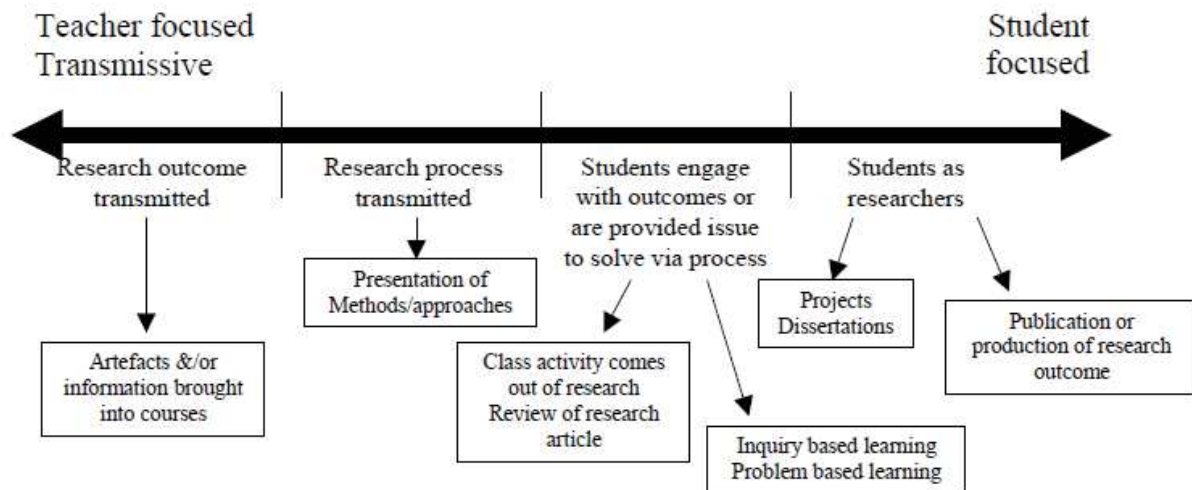 Teacher focused
Transmissive
Student
focused
Research outcome
transmitted
Research process
transmitted
Students engage
with outcomes or
are provided issue
to solve via process
Students as
researchers
Artefacts &/or
information brought
into courses
Presentation of
Methods/approaches
Class activity comes
out of research
Review of research
article
Inquiry based learning
Problem based learning
Projects
Dissertations
Publication or
production of research
outcome